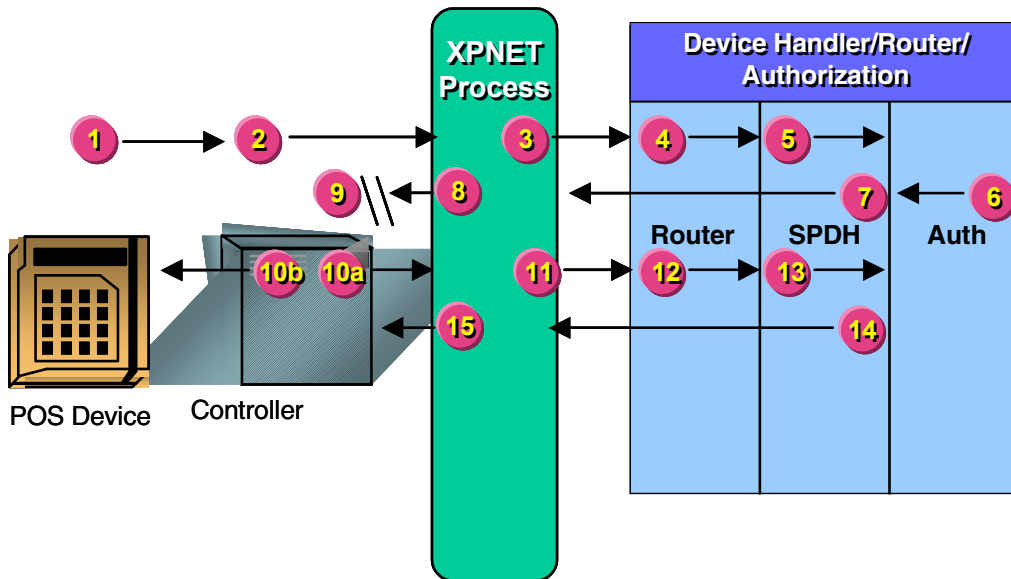 XPNET
Process
Device Handler/Router/
Authorization
1
2
3
4
5
9
8
7
6
Router
SPDH
Auth
10b
10a
11
12
13
15
14
POS Device
Controller